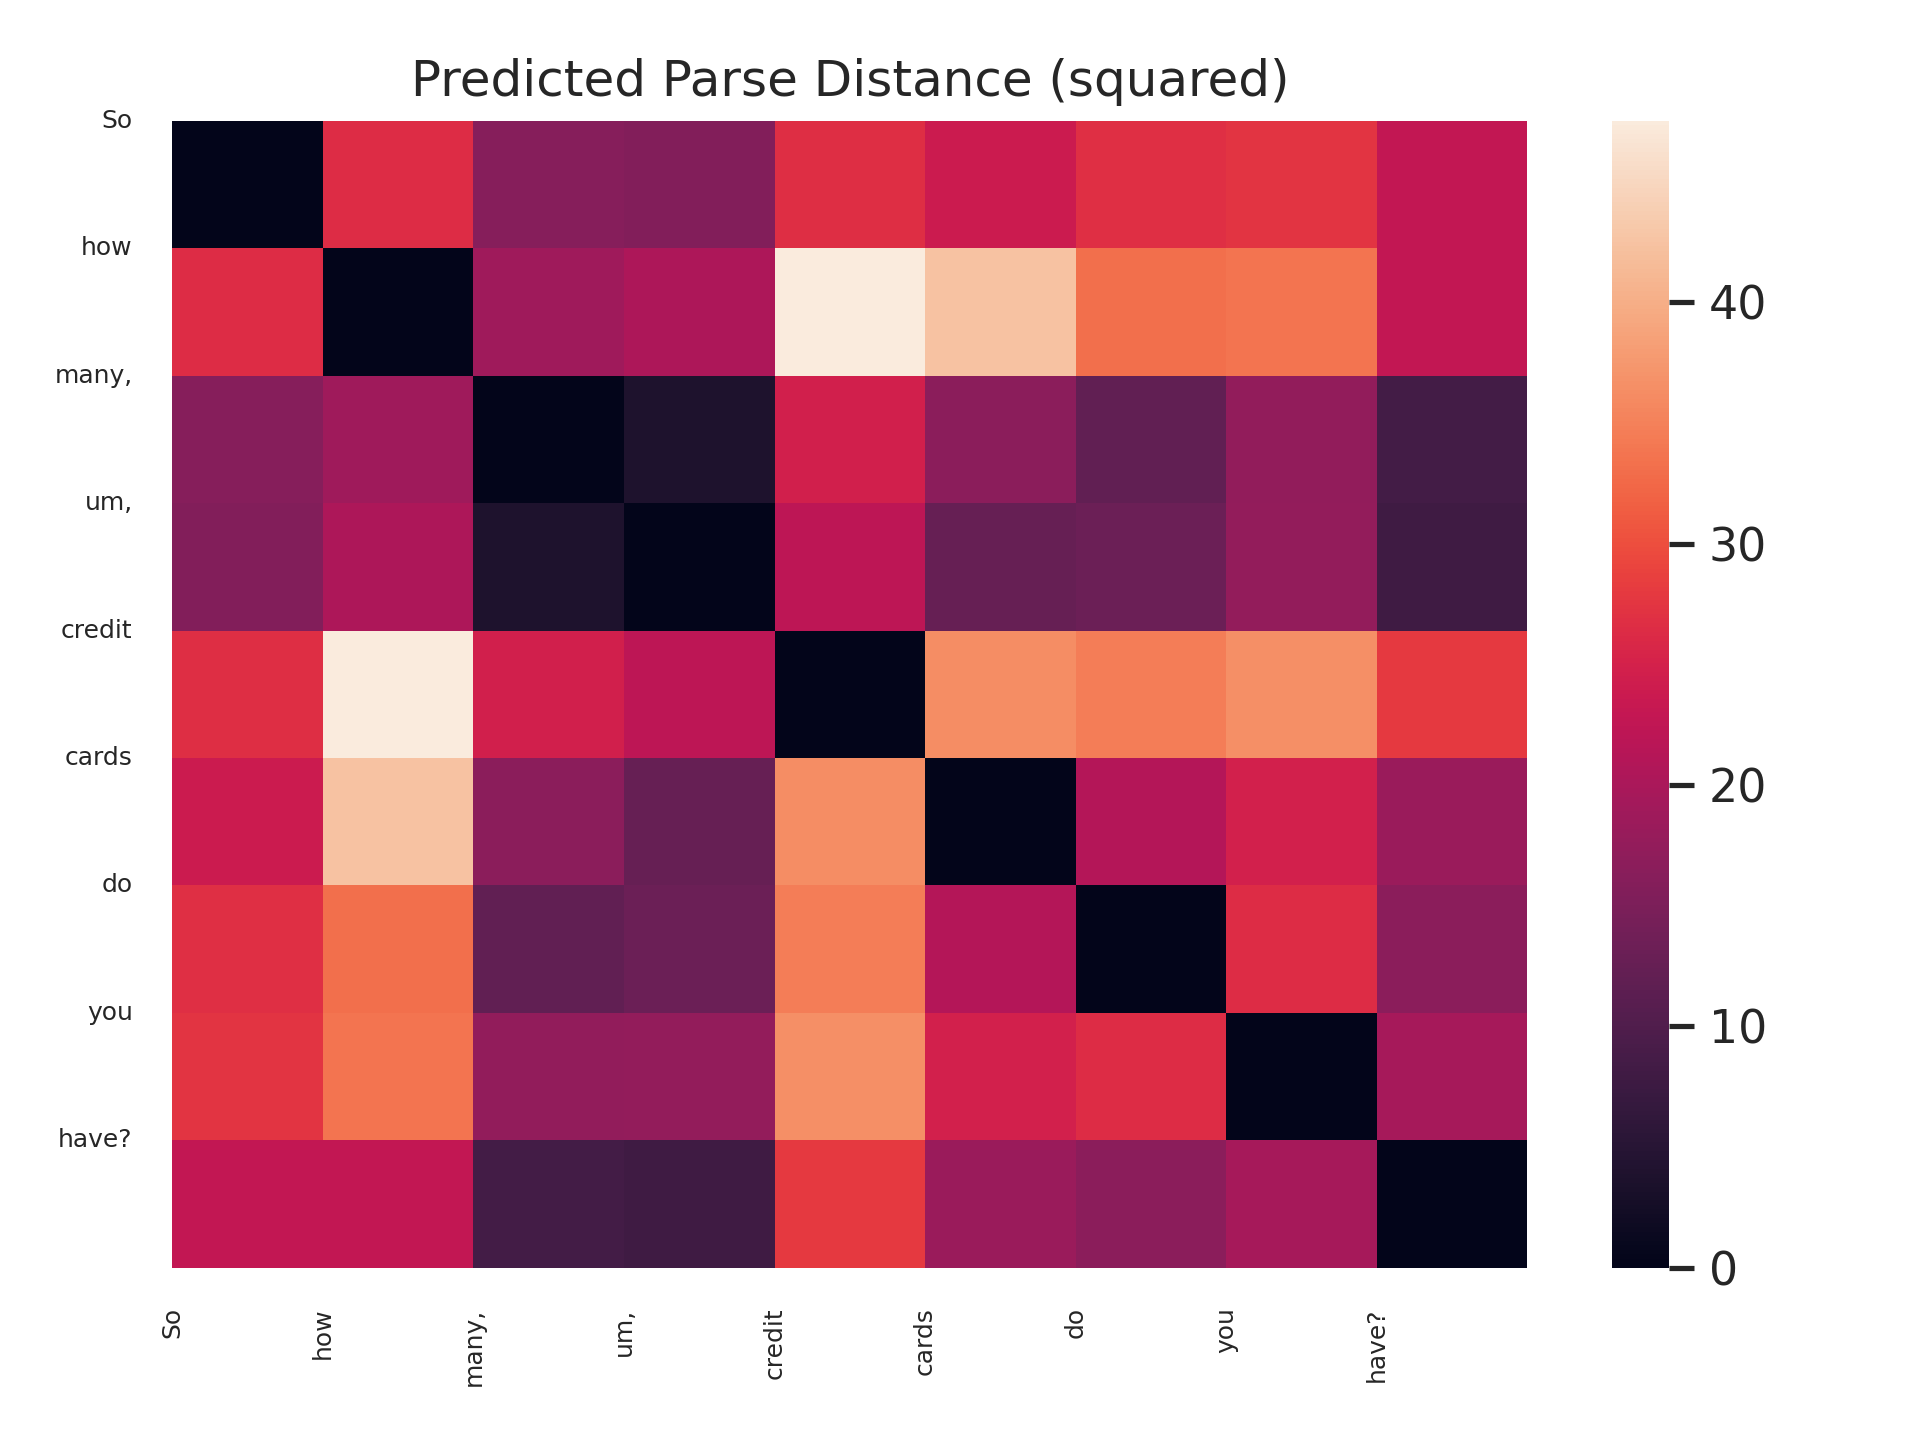 Predicted Parse Distance (squared)
So
how
many,
um,
credit
cards
do
you
have?
So
how
many,
um,
credit
cards
do
you
have?
40
30
20
10
0